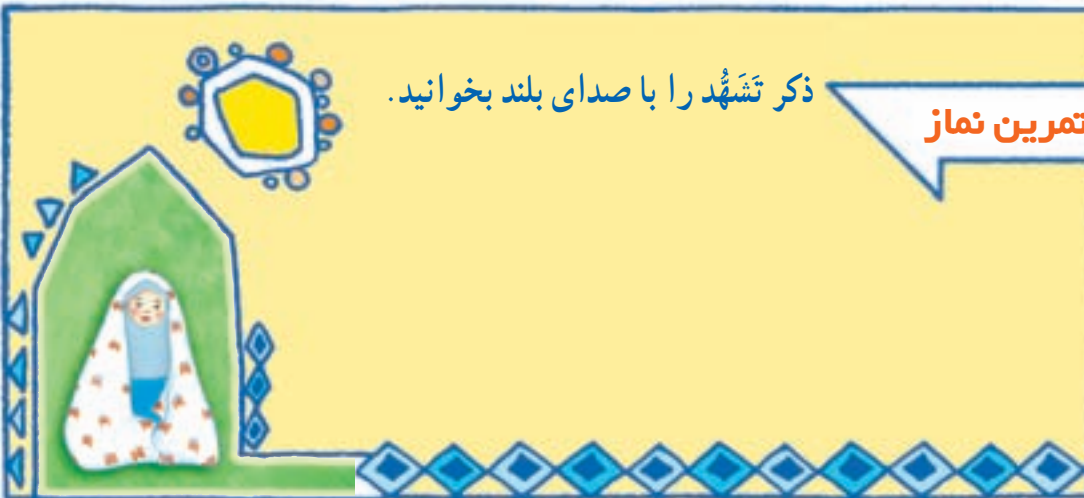 تمرین نماز
ذکر تَشَهُّد را با صدای بلند بخوانید.